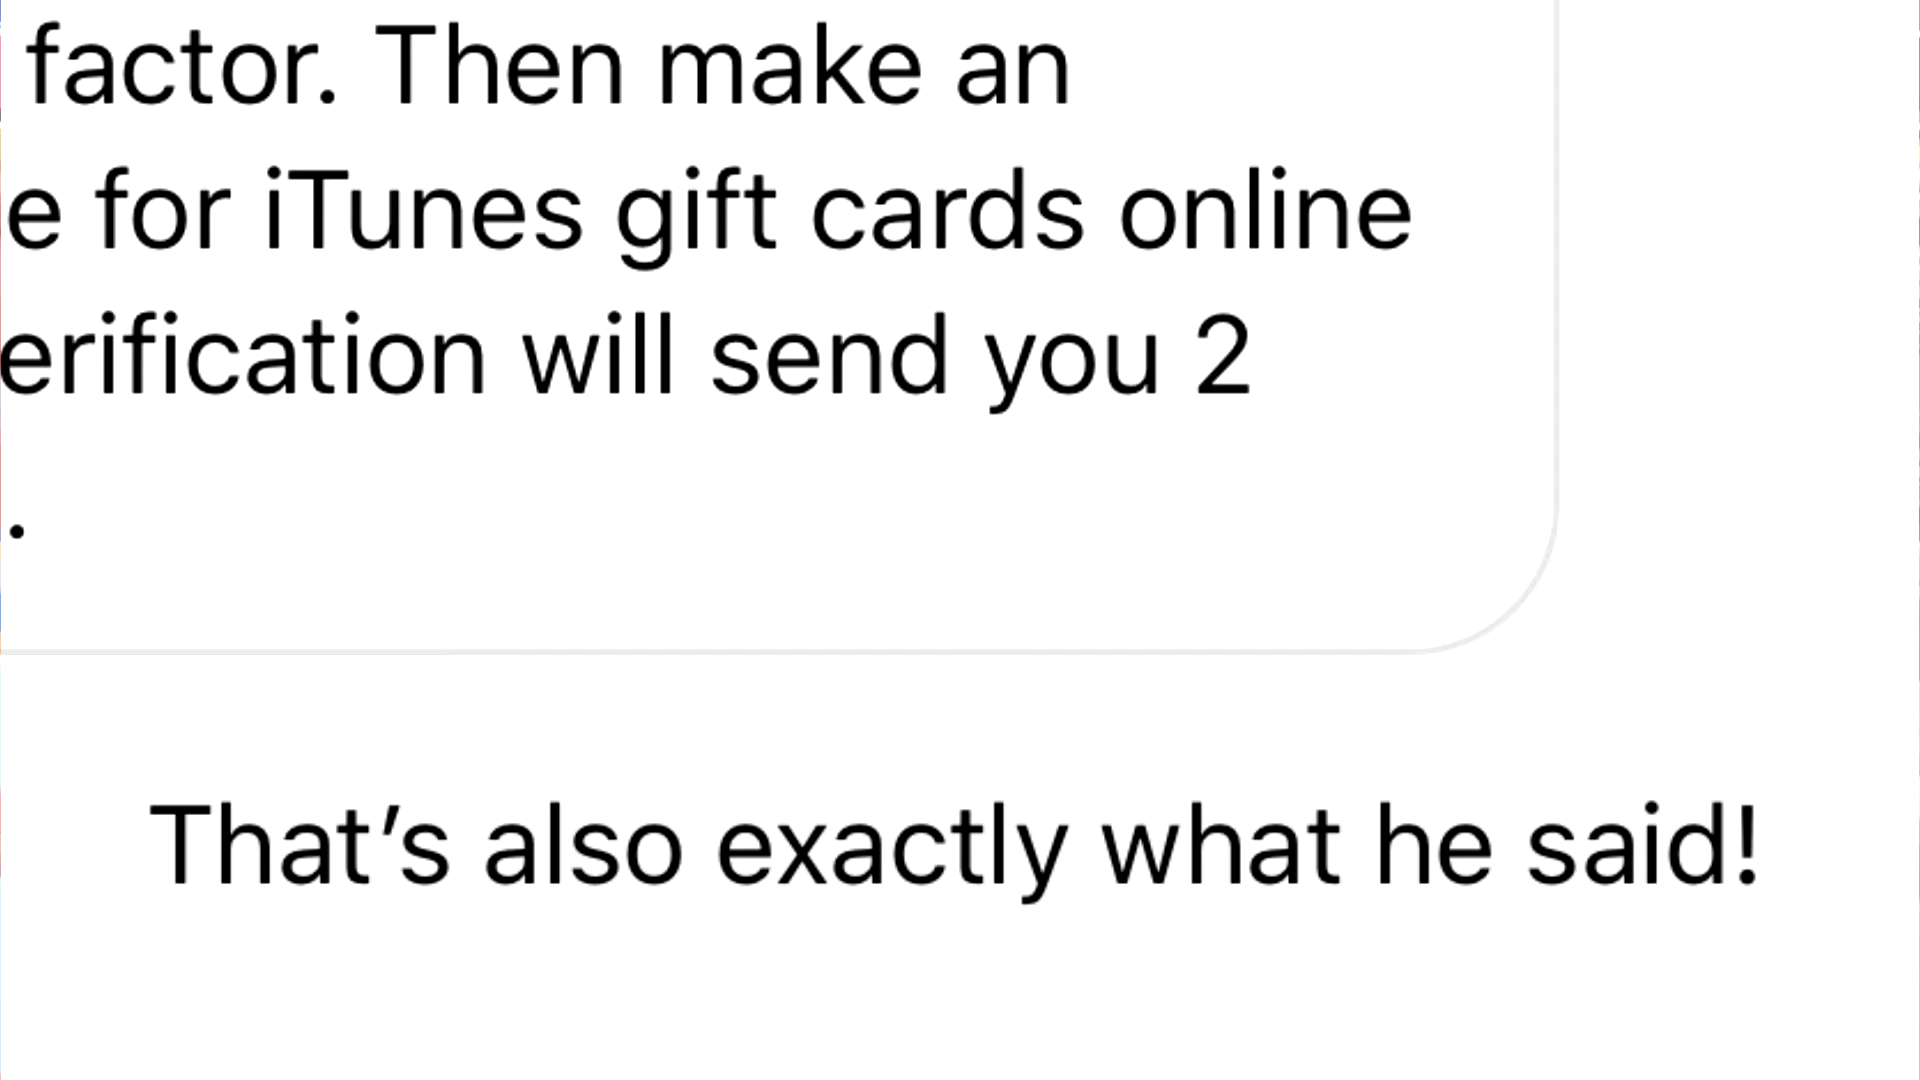 factor. Then make an
e for iTunes gift cards online
erification will send you 2
.
That’s also exactly what he said!